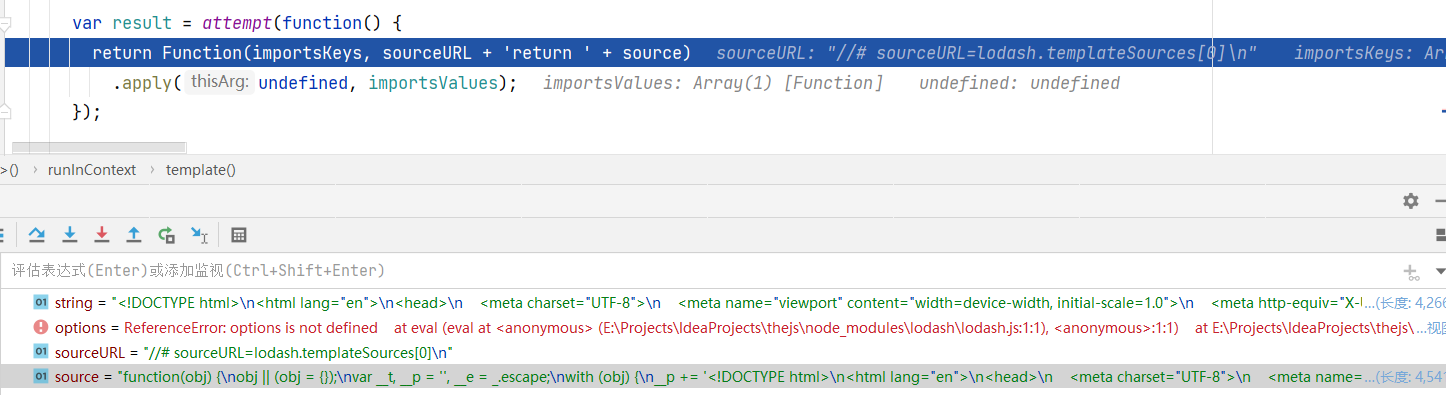 var result = attempt(function() {
return Function(importsKeys, sourceURL + 'return ' + source) sourceURL: "//# sourceURL=lodash.templateSources[0]\n" importsKeys: Arr
.apply( thisArg: undefined, importsValues); importsValues: Array(1) [Function] undefined: undefined
});
>() › runInContext › template()
评估表达式(Enter)或添加监视(Ctrl+Shift+Enter)
01 string = "<!DOCTYPE html>\n<html lang="en">\n<head>\n <meta charset="UTF-8">\n <meta name="viewport" content="width=device-width, initial-scale=1.0">\n <meta http-equiv="X-U ...(长度: 4,266
options = ReferenceError: options is not defined at eval (eval at <anonymous> (E:\Projects\IdeaProjects\thejs\node_modules\lodash\lodash.js:1:1), <anonymous>:1:1) at E:\Projects\IdeaProjects\thejs\ ...视图
01 sourceURL = "//# sourceURL=lodash.templateSources[0]\n"
01 source = "function(obj) {\nobj || (obj = {});\nvar __t, __p = '', __e = _.escape;\nwith (obj) {\n__p += '<!DOCTYPE html>\n<html lang="en">\n<head>\n <meta charset="UTF-8">\n <meta name= ...(长度: 4,541